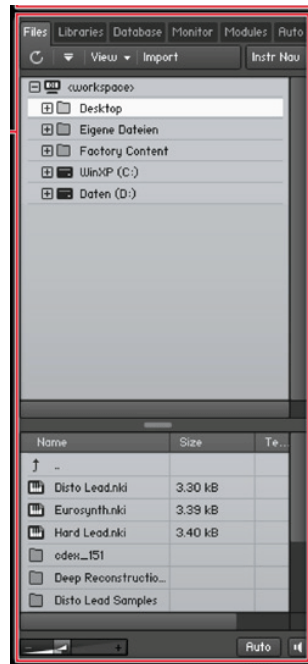 Files Libraries Database Monitor Modules Auto
View Import Instr Nav
<workspace>
Desktop
Eigene Dateien
Factory Content
WinXP (C:)
Daten (D:)
Name Size Te...
..
Disto Lead.nki 3.30 kB
Eurosynth.nki 3.39 kB
Hard Lead.nki 3.40 kB
cdex_151
Deep Reconstructio...
Disto Lead Samples
- +
Auto